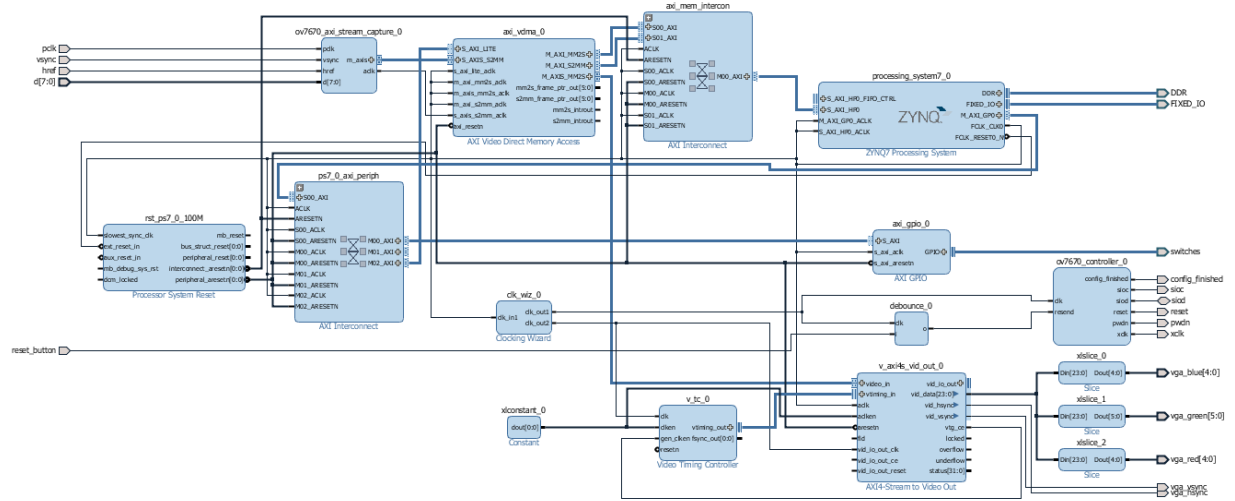 pclk
vsync
href
d[7:0]
ov7670_axi_stream_capture_0
pclk
vsync
href
d[7:0]
m_axis
aclk
axi_vdma_0
S_AXI_LITE
S_AXIS_S2MM
s_axi_lite_aclk
m_axi_mm2s_aclk
m_axis_mm2s_aclk
m_axi_s2mm_aclk
s_axis_s2mm_aclk
axi_resetn
M_AXI_MM2S
M_AXI_S2MM
M_AXIS_MM2S
mm2s_frame_ptr_out[5:0]
s2mm_frame_ptr_out[5:0]
mm2s_introut
s2mm_introut
AXI Video Direct Memory Access
axi_mem_intercon
S00_AXI
S01_AXI
ACLK
ARESETN
S00_ACLK
S00_ARESETN
M00_ACLK
M00_ARESETN
S01_ACLK
S01_ARESETN
M00_AXI
AXI Interconnect
processing_system7_0
S_AXI_HP0_FIFO_CTRL
S_AXI_HP0
M_AXI_GP0_ACLK
S_AXI_HP0_ACLK
ZYNQ
DDR
FIXED_IO
M_AXI_GP0
FCLK_CLK0
FCLK_RESET0_N
ZYNQ7 Processing System
DDR
FIXED_IO
rst_ps7_0_100M
slowest_sync_clk
ext_reset_in
aux_reset_in
mb_debug_sys_rst
dcm_locked
mb_reset
bus_struct_reset[0:0]
peripheral_reset[0:0]
interconnect_aresetn[0:0]
peripheral_aresetn[0:0]
Processor System Reset
ps7_0_axi_periph
S00_AXI
ACLK
ARESETN
S00_ACLK
S00_ARESETN
M00_ACLK
M00_ARESETN
M01_ACLK
M01_ARESETN
M02_ACLK
M02_ARESETN
M00_AXI
M01_AXI
M02_AXI
AXI Interconnect
axi_gpio_0
S_AXI
s_axi_aclk
s_axi_aresetn
GPIO
AXI GPIO
switches
clk_wiz_0
clk_in1
clk_out1
clk_out2
Clocking Wizard
debounce_0
clk
i
o
ov7670_controller_0
clk
resend
config_finished
sioc
siod
reset
pwdn
xclk
config_finished
sioc
siod
reset
pwdn
xclk
reset_button
xlconstant_0
dout[0:0]
Constant
v_tc_0
clk
clken
gen_clken
resetn
vtiming_out
fsync_out[0:0]
Video Timing Controller
v_axi4s_vid_out_0
video_in
vtiming_in
aclk
aclken
aresetn
fid
vid_io_out_clk
vid_io_out_ce
vid_io_out_reset
vid_io_out
vid_data[23:0]
vid_hsync
vid_vsync
vtg_ce
locked
overflow
underflow
status[31:0]
AXI4-Stream to Video Out
xlslice_0
Din[23:0]
Dout[4:0]
Slice
vga_blue[4:0]
xlslice_1
Din[23:0]
Dout[5:0]
Slice
vga_green[5:0]
xlslice_2
Din[23:0]
Dout[4:0]
Slice
vga_red[4:0]
vga_vsync
vga_hsync